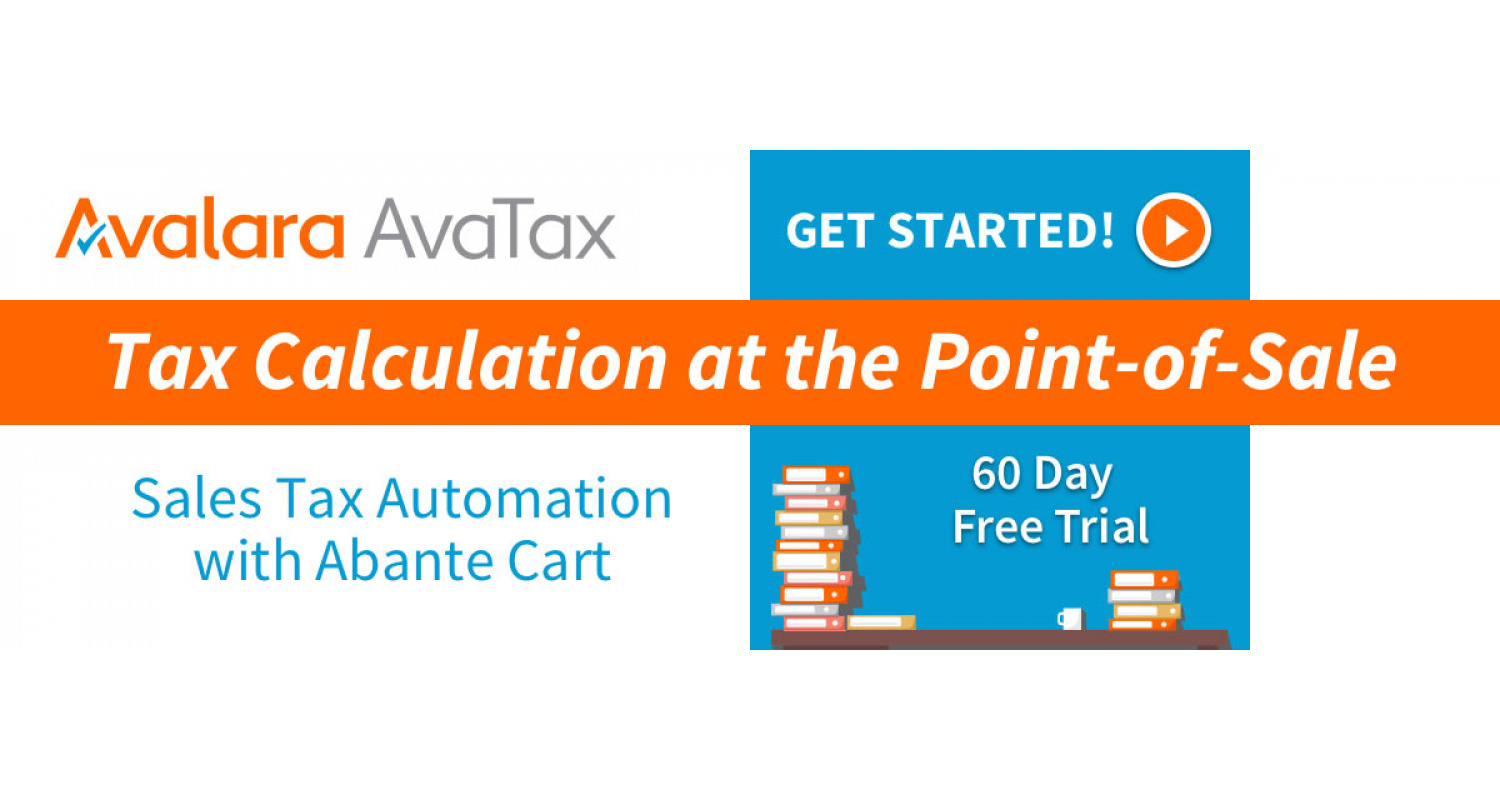 Avalara AvaTax
GET STARTED!
Tax Calculation at the Point-of-Sale
Sales Tax Automation
with Abante Cart
60 Day
Free Trial